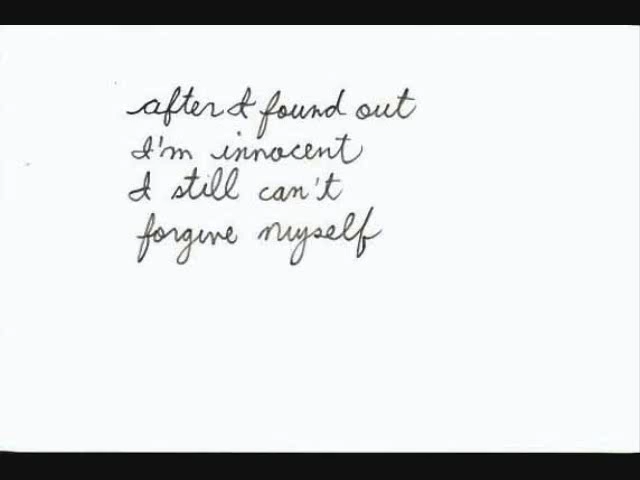 after I found out
I'm innocent
I still can't
forgive myself